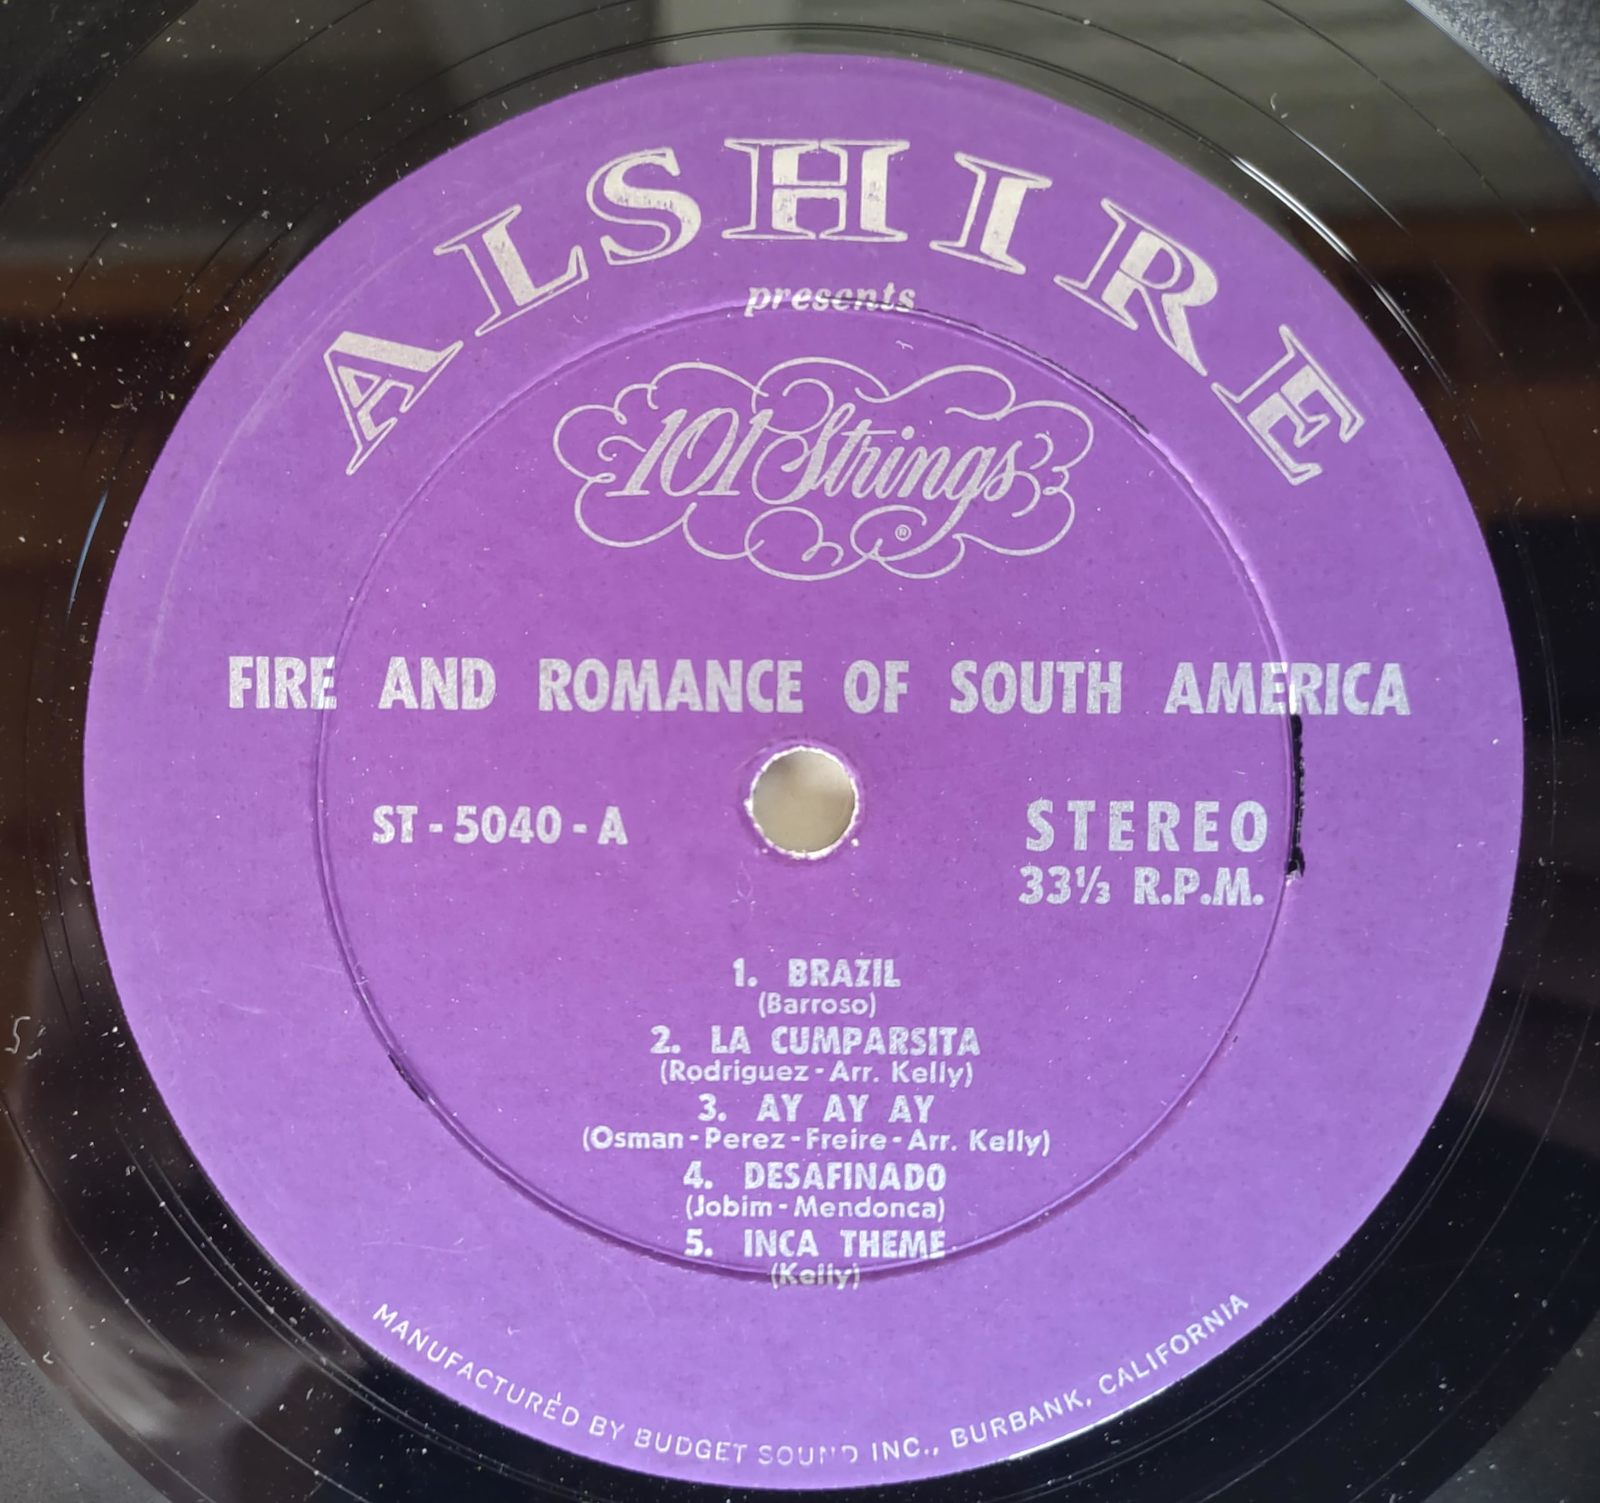 ALSHIRE
presents
101 Strings
®
FIRE AND ROMANCE OF SOUTH AMERICA
ST - 5040 - A
STEREO
33⅓ R.P.M.
1. BRAZIL
(Barroso)
2. LA CUMPARSITA
(Rodriguez - Arr. Kelly)
3. AY AY AY
(Osman - Perez - Freire - Arr. Kelly)
4. DESAFINADO
(Jobim - Mendonca)
5. INCA THEME
(Kelly)
MANUFACTURED BY BUDGET SOUND INC., BURBANK, CALIFORNIA